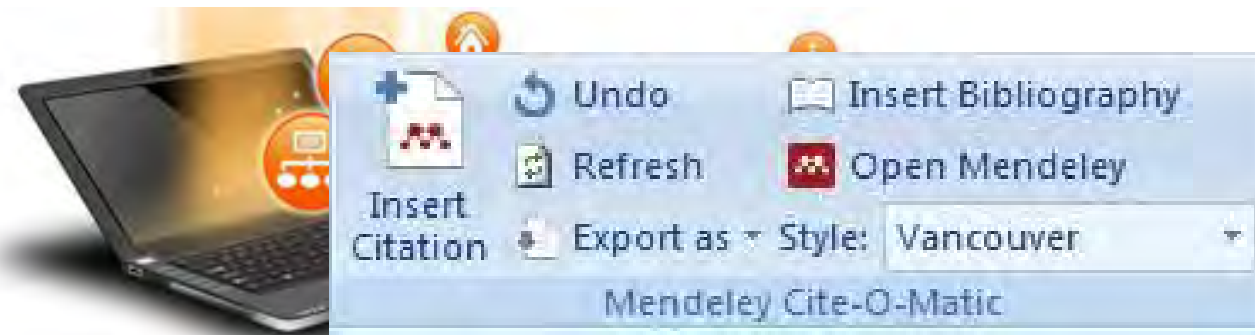 Undo
Insert Bibliography
Refresh
Open Mendeley
Insert
Citation
Export as
Style: Vancouver
Mendeley Cite-O-Matic